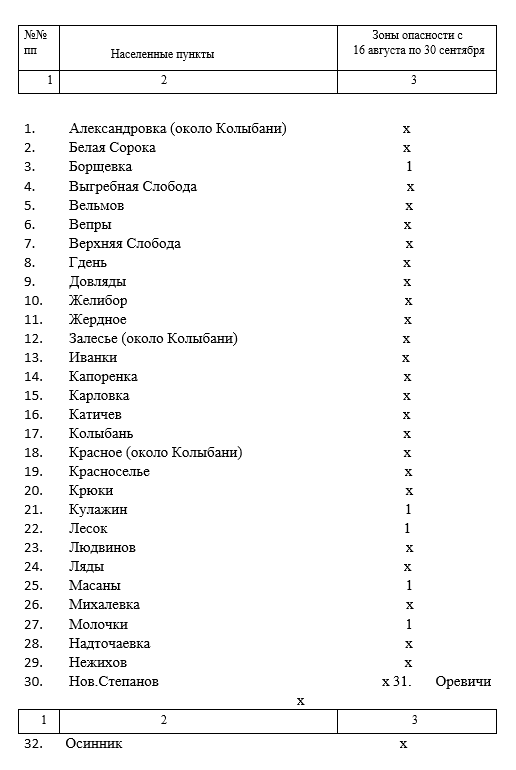 №№ пп Населенные пункты Зоны опасности с 16 августа по 30 сентября
1 2 3
1. Александровка (около Колыбани) х
2. Белая Сорока х
3. Борщевка 1
4. Выгребная Слобода х
5. Вельмов х
6. Вепры х
7. Верхняя Слобода х
8. Гдень х
9. Довляды х
10. Желибор х
11. Жердное х
12. Залесье (около Колыбани) х
13. Иванки х
14. Капоренка х
15. Карловка х
16. Катичев х
17. Колыбань х
18. Красное (около Колыбани) х
19. Красноселье х
20. Крюки х
21. Кулажин 1
22. Лесок 1
23. Людвинов х
24. Ляды х
25. Масаны 1
26. Михалевка х
27. Молочки 1
28. Надточаевка х
29. Нежихов х
30. Нов.Степанов х 31. Оревичи
х
1 2 3
32. Осинник х